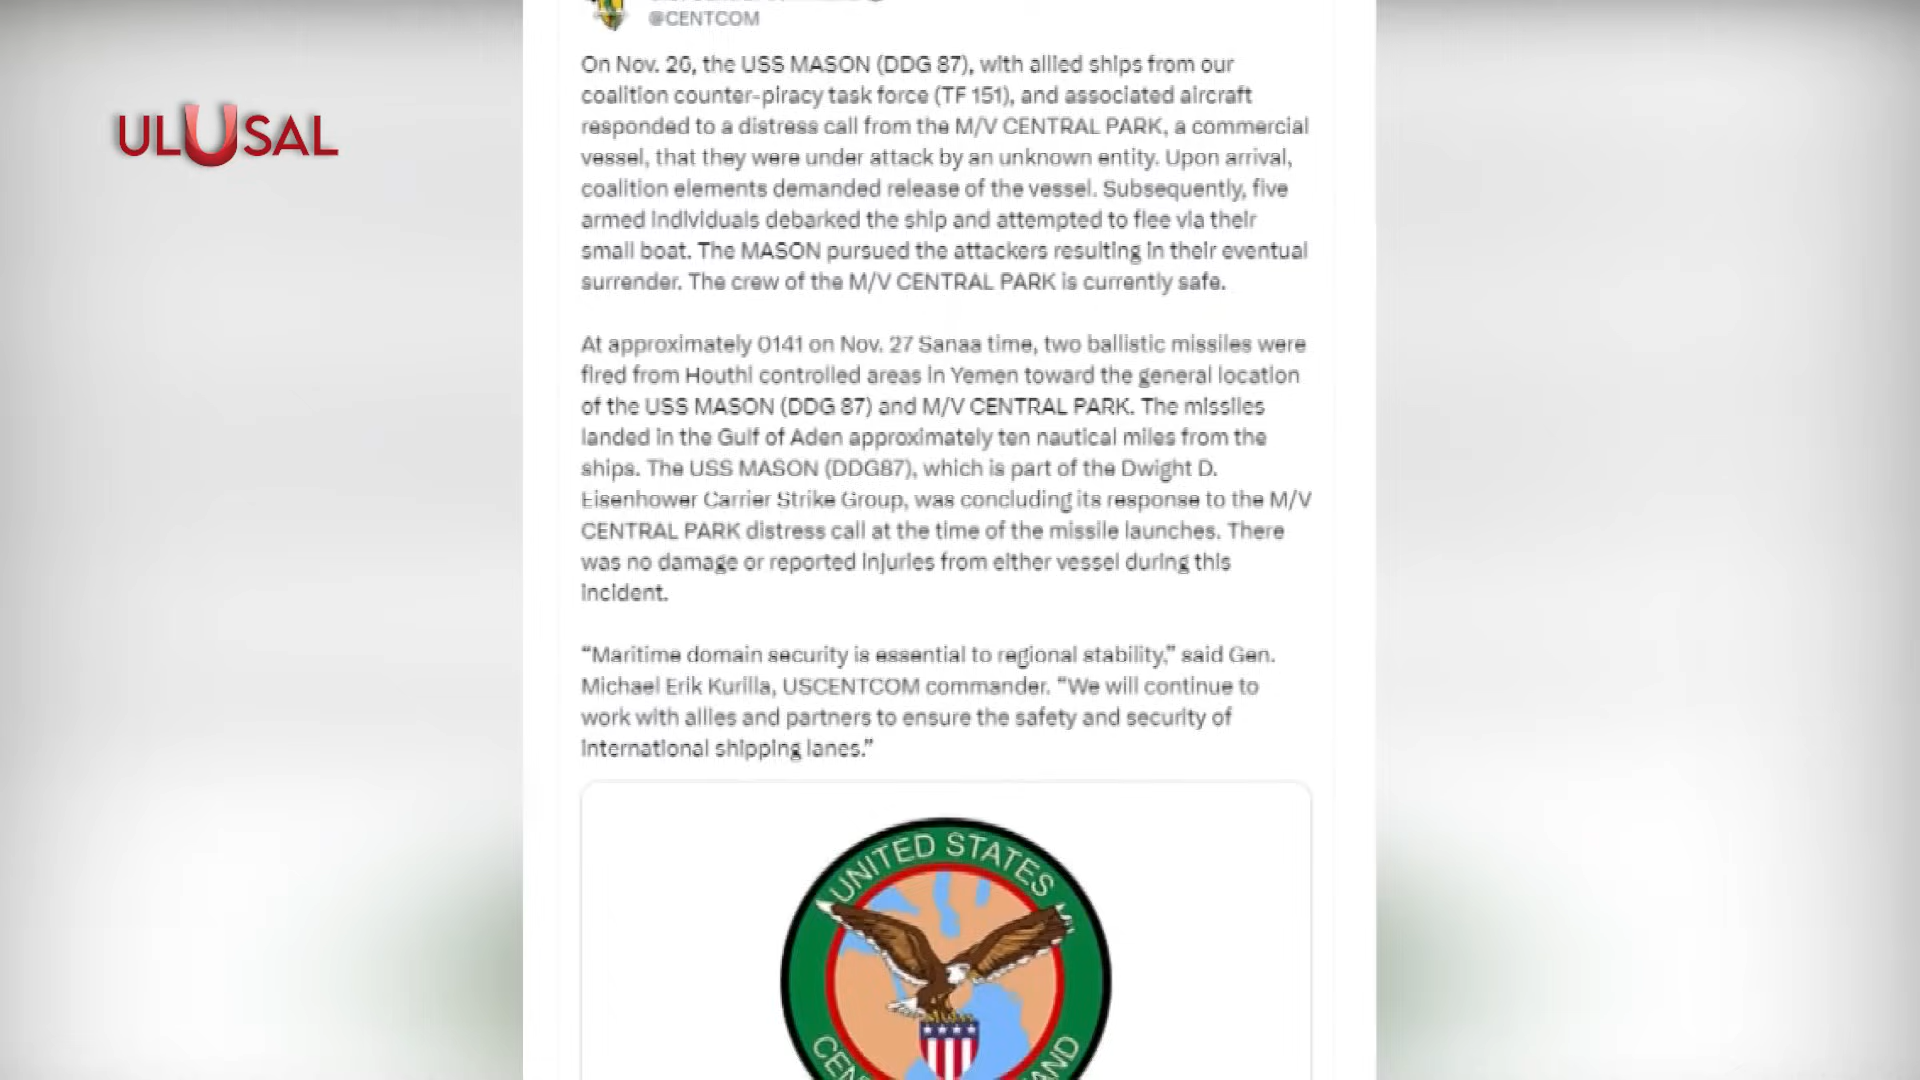 @CENTCOM
ULUSAL
On Nov. 26, the USS MASON (DDG 87), with allied ships from our
coalition counter-piracy task force (TF 151), and associated aircraft
responded to a distress call from the M/V CENTRAL PARK, a commercial
vessel, that they were under attack by an unknown entity. Upon arrival,
coalition elements demanded release of the vessel. Subsequently, five
armed individuals debarked the ship and attempted to flee via their
small boat. The MASON pursued the attackers resulting in their eventual
surrender. The crew of the M/V CENTRAL PARK is currently safe.
At approximately 0141 on Nov. 27 Sanaa time, two ballistic missiles were
fired from Houthi controlled areas in Yemen toward the general location
of the USS MASON (DDG 87) and M/V CENTRAL PARK. The missiles
landed in the Gulf of Aden approximately ten nautical miles from the
ships. The USS MASON (DDG87), which is part of the Dwight D.
Eisenhower Carrier Strike Group, was concluding its response to the M/V
CENTRAL PARK distress call at the time of the missile launches. There
was no damage or reported injuries from either vessel during this
incident.
“Maritime domain security is essential to regional stability,” said Gen.
Michael Erik Kurilla, USCENTCOM commander. “We will continue to
work with allies and partners to ensure the safety and security of
international shipping lanes.”
UNITED STATES